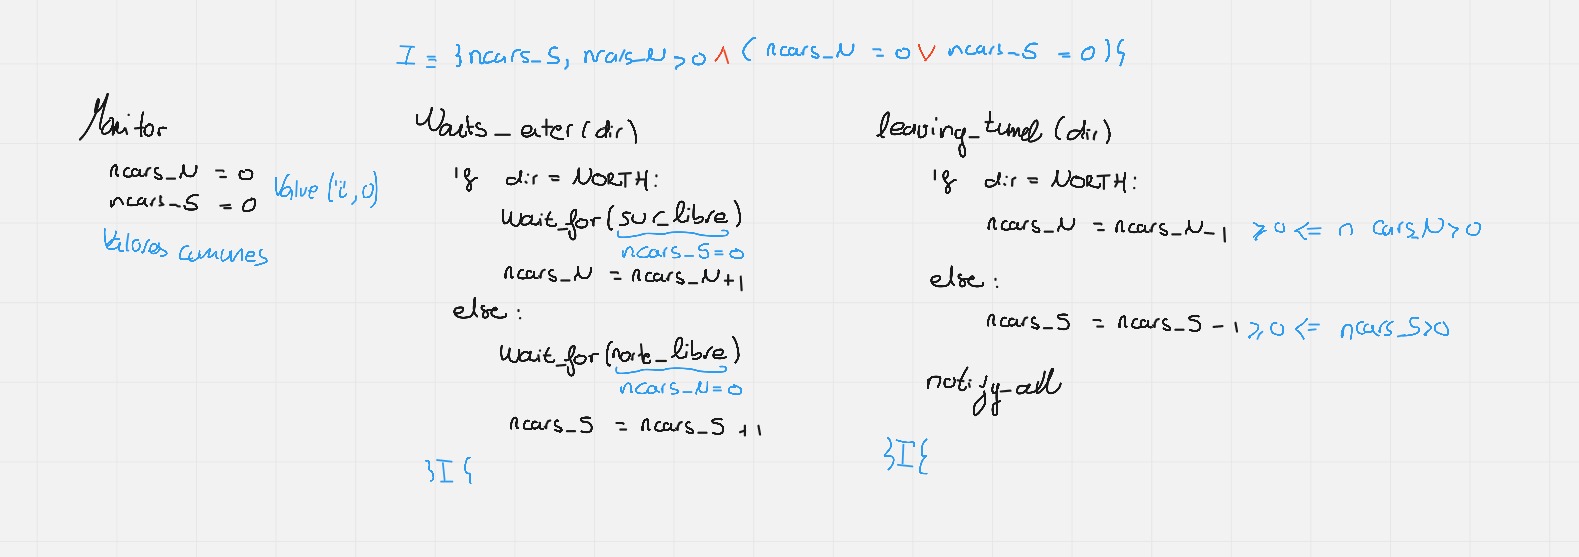 I ≡ }ncars_S, ncars_N ⩾ 0 ∧ (ncars_N = 0 ∨ ncars_S = 0){
Monitor
ncars_N = 0
ncars_S = 0
Value('i', 0)
Valores comunes
Wants_enter(dir)
if dir = NORTH:
wait_for(sur_libre)
ncars_S = 0
ncars_N = ncars_N + 1
else:
wait_for(norte_libre)
ncars_N = 0
ncars_S = ncars_S + 1
}I{
leaving_tunnel (dir)
if dir = NORTH:
ncars_N = ncars_N - 1 ⩾ 0 <= n cars_N > 0
else:
ncars_S = ncars_S - 1 ⩾ 0 <= ncars_S > 0
notify_all
}I{